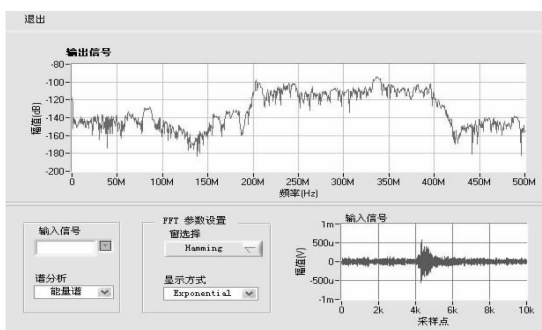 退出
输出信号
-80
-100
-120
-140
-160
-180
-200
幅值(dB)
0 50M 100M 150M 200M 250M 300M 350M 400M 450M 500M
频率(Hz)
输入信号
谱分析
能量谱
FFT 参数设置
窗选择
Hamming
显示方式
Exponential
输入信号
1m
500u
0
-500u
-1m
幅值(V)
0 2k 4k 6k 8k 10k
采样点